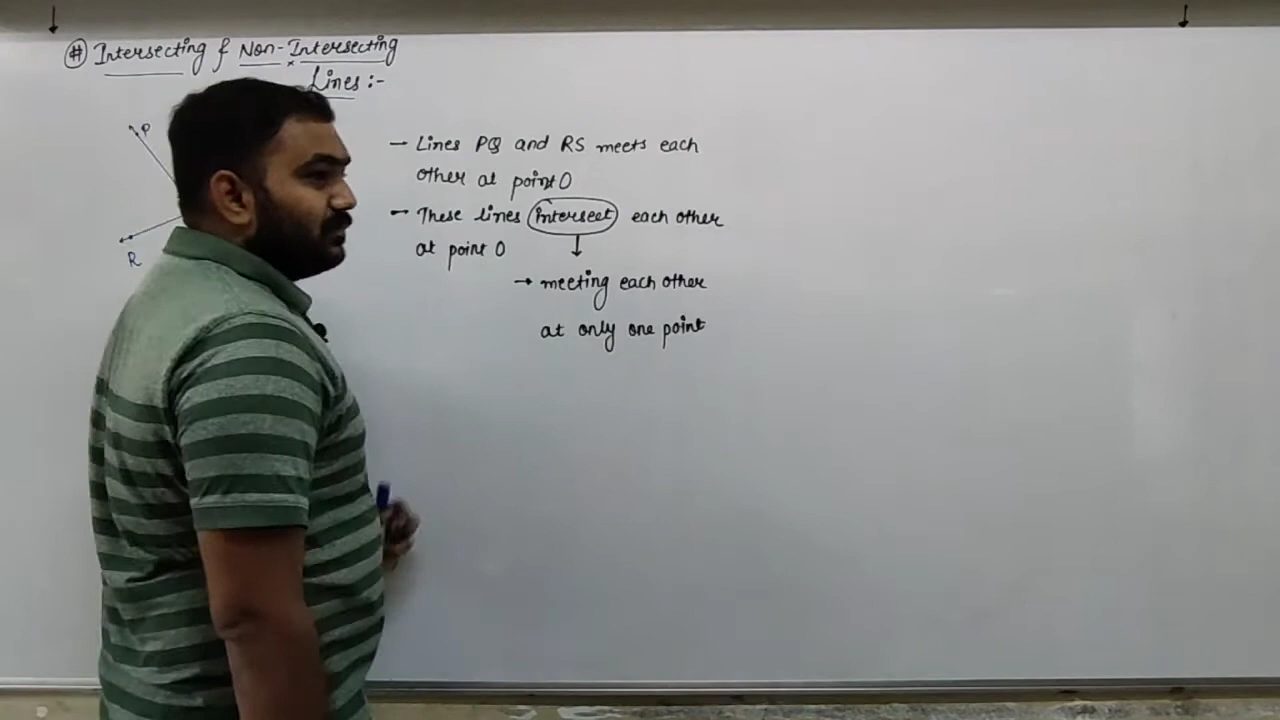 # Intersecting & Non-Intersecting
Lines :-
P
R
→ Lines PQ and RS meets each
other at point O
→ These lines intersect each other
at point O
→ meeting each other
at only one point